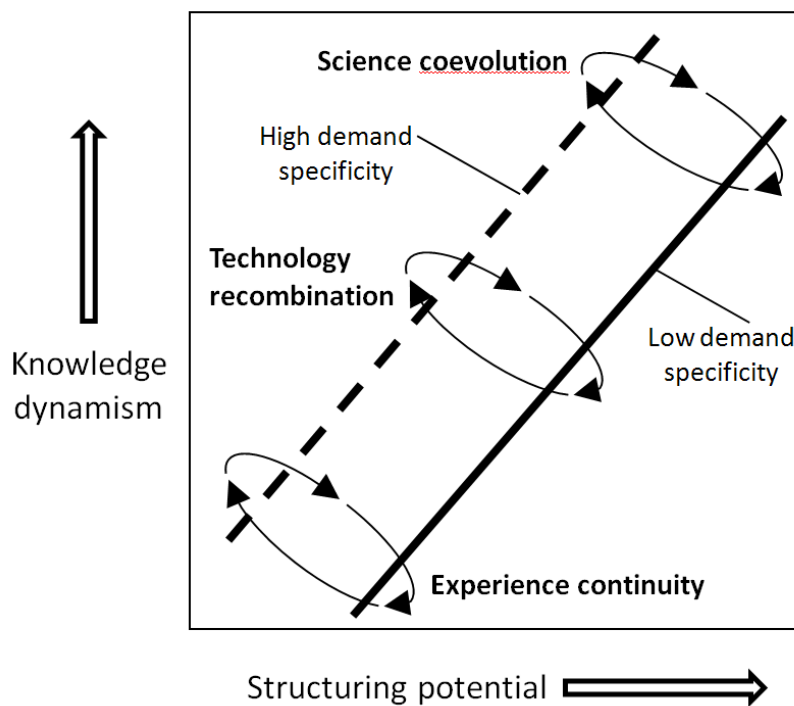 Science coevolution
High demand
specificity
Technology
recombination
Knowledge
dynamism
Low demand
specificity
Experience continuity
Structuring potential